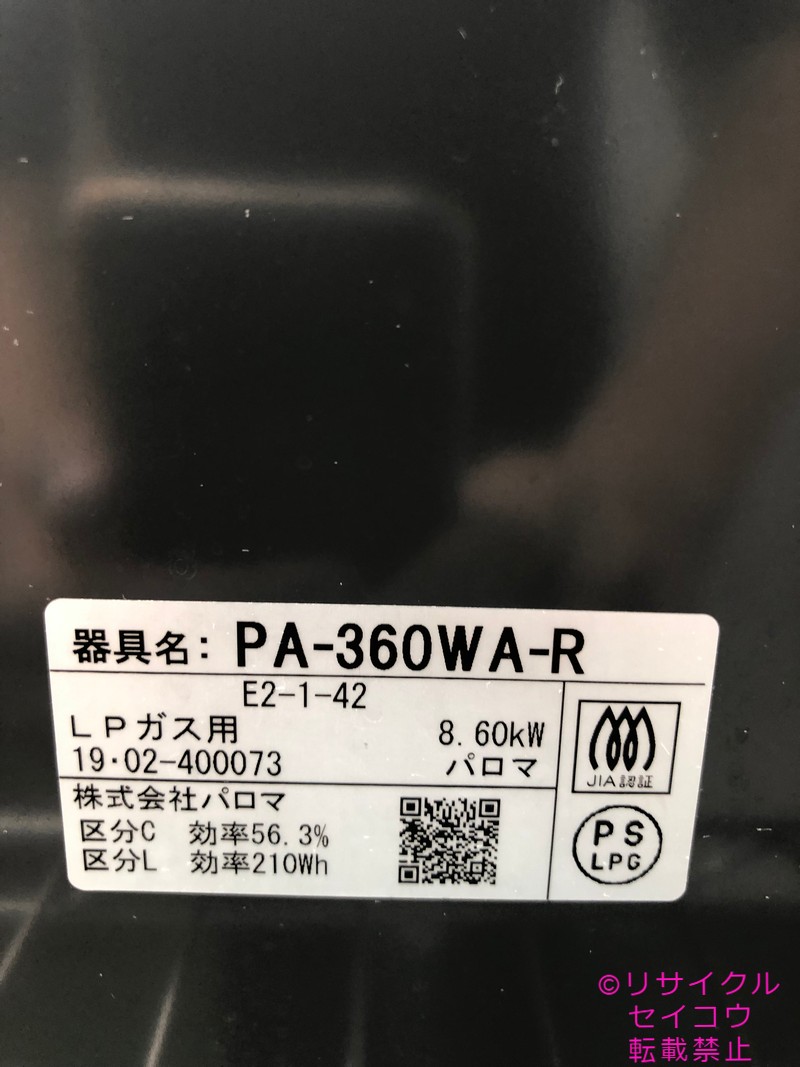 器具名: PA-360WA-R
E2-1-42
LPガス用 8.60kW
19・02-400073 パロマ
株式会社パロマ
区分C 効率56.3%
区分L 効率210Wh
JIA認証
PS
LPG
©リサイクル
セイコウ
転載禁止